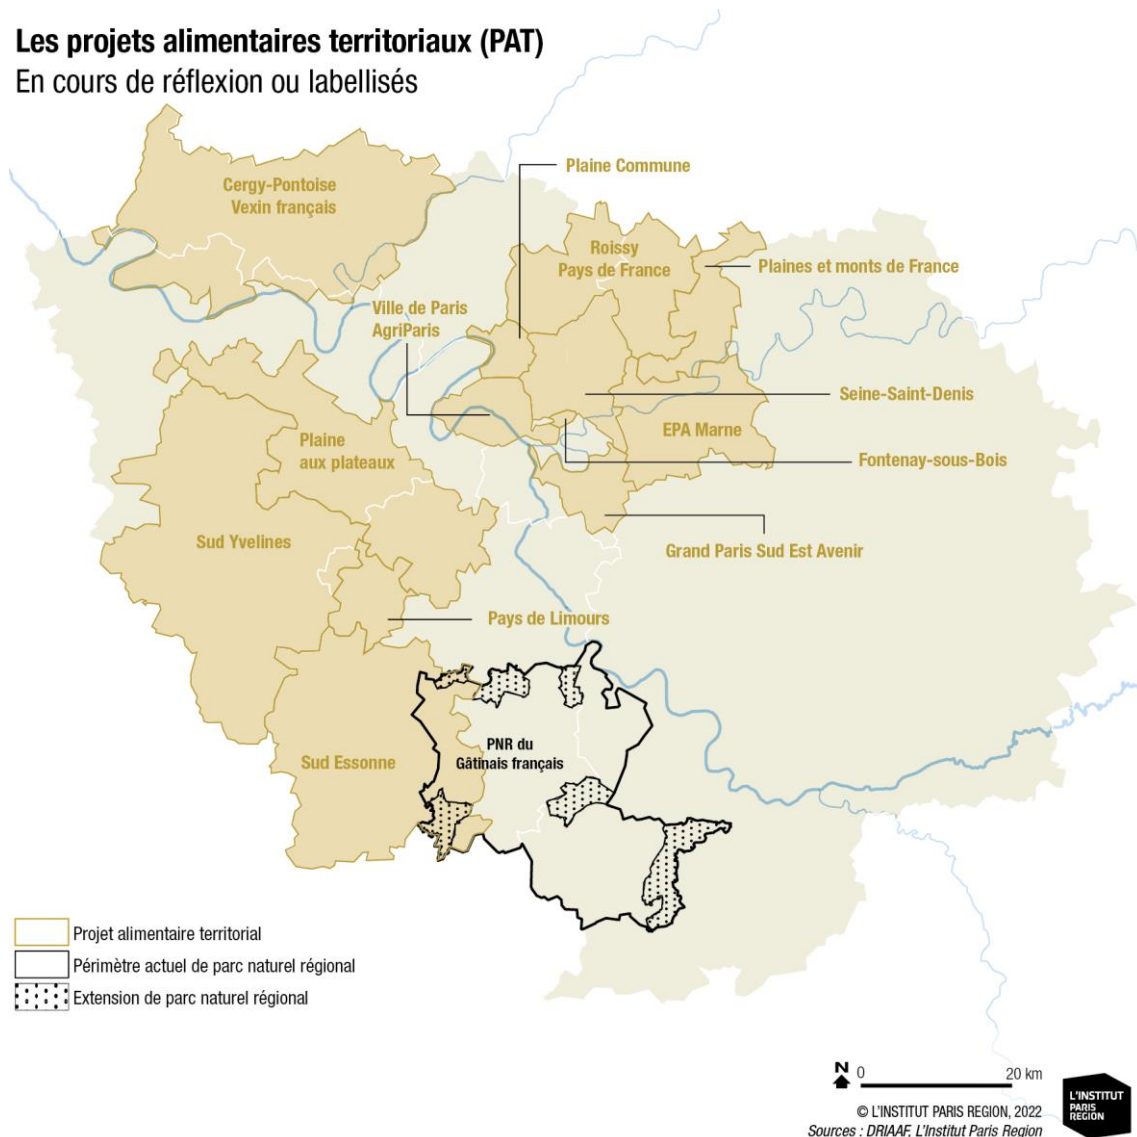 Les projets alimentaires territoriaux (PAT)
En cours de réflexion ou labellisés
Cergy-Pontoise
Vexin français
Plaine Commune
Roissy
Pays de France
Plaines et monts de France
Ville de Paris
AgriParis
Seine-Saint-Denis
EPA Marne
Plaine
aux plateaux
Fontenay-sous-Bois
Sud Yvelines
Grand Paris Sud Est Avenir
Pays de Limours
PNR du
Gâtinais français
Sud Essonne
Projet alimentaire territorial
Périmètre actuel de parc naturel régional
Extension de parc naturel régional
N
0
20 km
© L'INSTITUT PARIS REGION, 2022
Sources : DRIAAF, L'Institut Paris Region
L'INSTITUT
PARIS
REGION